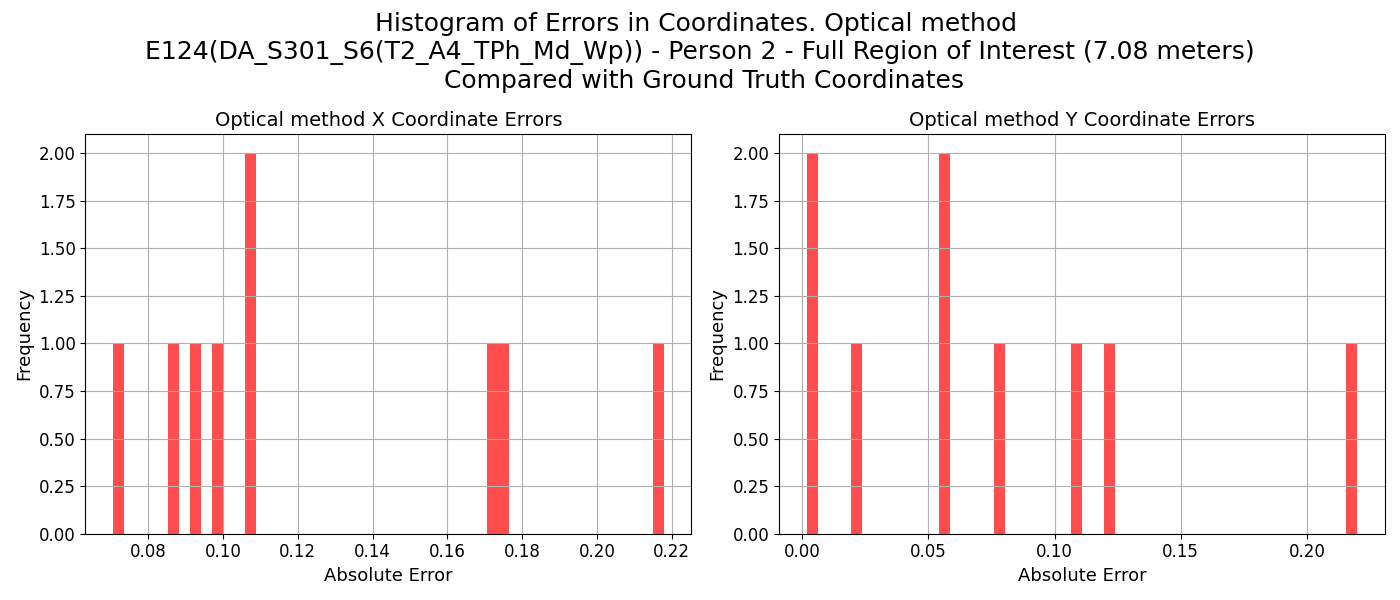 Histogram of Errors in Coordinates. Optical method
E124(DA_S301_S6(T2_A4_TPh_Md_Wp)) - Person 2 - Full Region of Interest (7.08 meters)
Compared with Ground Truth Coordinates
Optical method X Coordinate Errors
2.00
1.75
1.50
1.25
1.00
0.75
0.50
0.25
0.00
Frequency
0.08 0.10 0.12 0.14 0.16 0.18 0.20 0.22
Absolute Error
Optical method Y Coordinate Errors
2.00
1.75
1.50
1.25
1.00
0.75
0.50
0.25
0.00
Frequency
0.00 0.05 0.10 0.15 0.20
Absolute Error